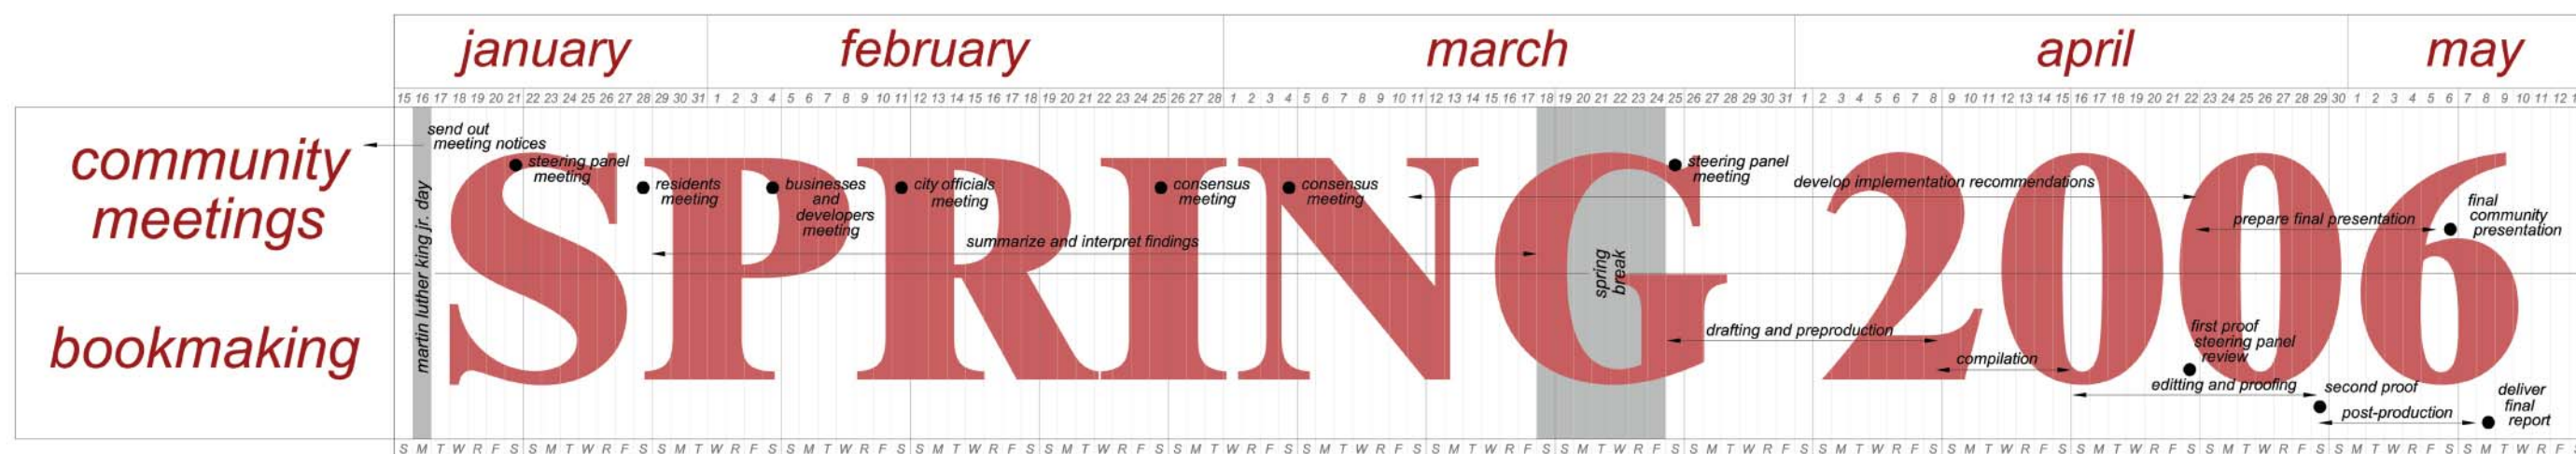 january february march april may
15 16 17 18 19 20 21 22 23 24 25 26 27 28 29 30 31 1 2 3 4 5 6 7 8 9 10 11 12 13 14 15 16 17 18 19 20 21 22 23 24 25 26 27 28 1 2 3 4 5 6 7 8 9 10 11 12 13 14 15 16 17 18 19 20 21 22 23 24 25 26 27 28 29 30 31 1 2 3 4 5 6 7 8 9 10 11 12 13 14 15 16 17 18 19 20 21 22 23 24 25 26 27 28 29 30 1 2 3 4 5 6 7 8 9 10 11 12
community
meetings
send out
meeting notices
martin luther king jr. day
steering panel
meeting
residents
meeting
businesses
and
developers
meeting
city officials
meeting
summarize and interpret findings
consensus
meeting
consensus
meeting
spring
break
steering panel
meeting
develop implementation recommendations
prepare final presentation
final
community
presentation
SPRING 2006
bookmaking
drafting and preproduction
compilation
first proof
steering panel
review
editting and proofing
second proof
post-production
deliver
final
report
S M T W R F S S M T W R F S S M T W R F S S M T W R F S S M T W R F S S M T W R F S S M T W R F S S M T W R F S S M T W R F S S M T W R F S S M T W R F S S M T W R F S S M T W R F S S M T W R F S S M T W R F S S M T W R F S S M T W R F S S M T W R F